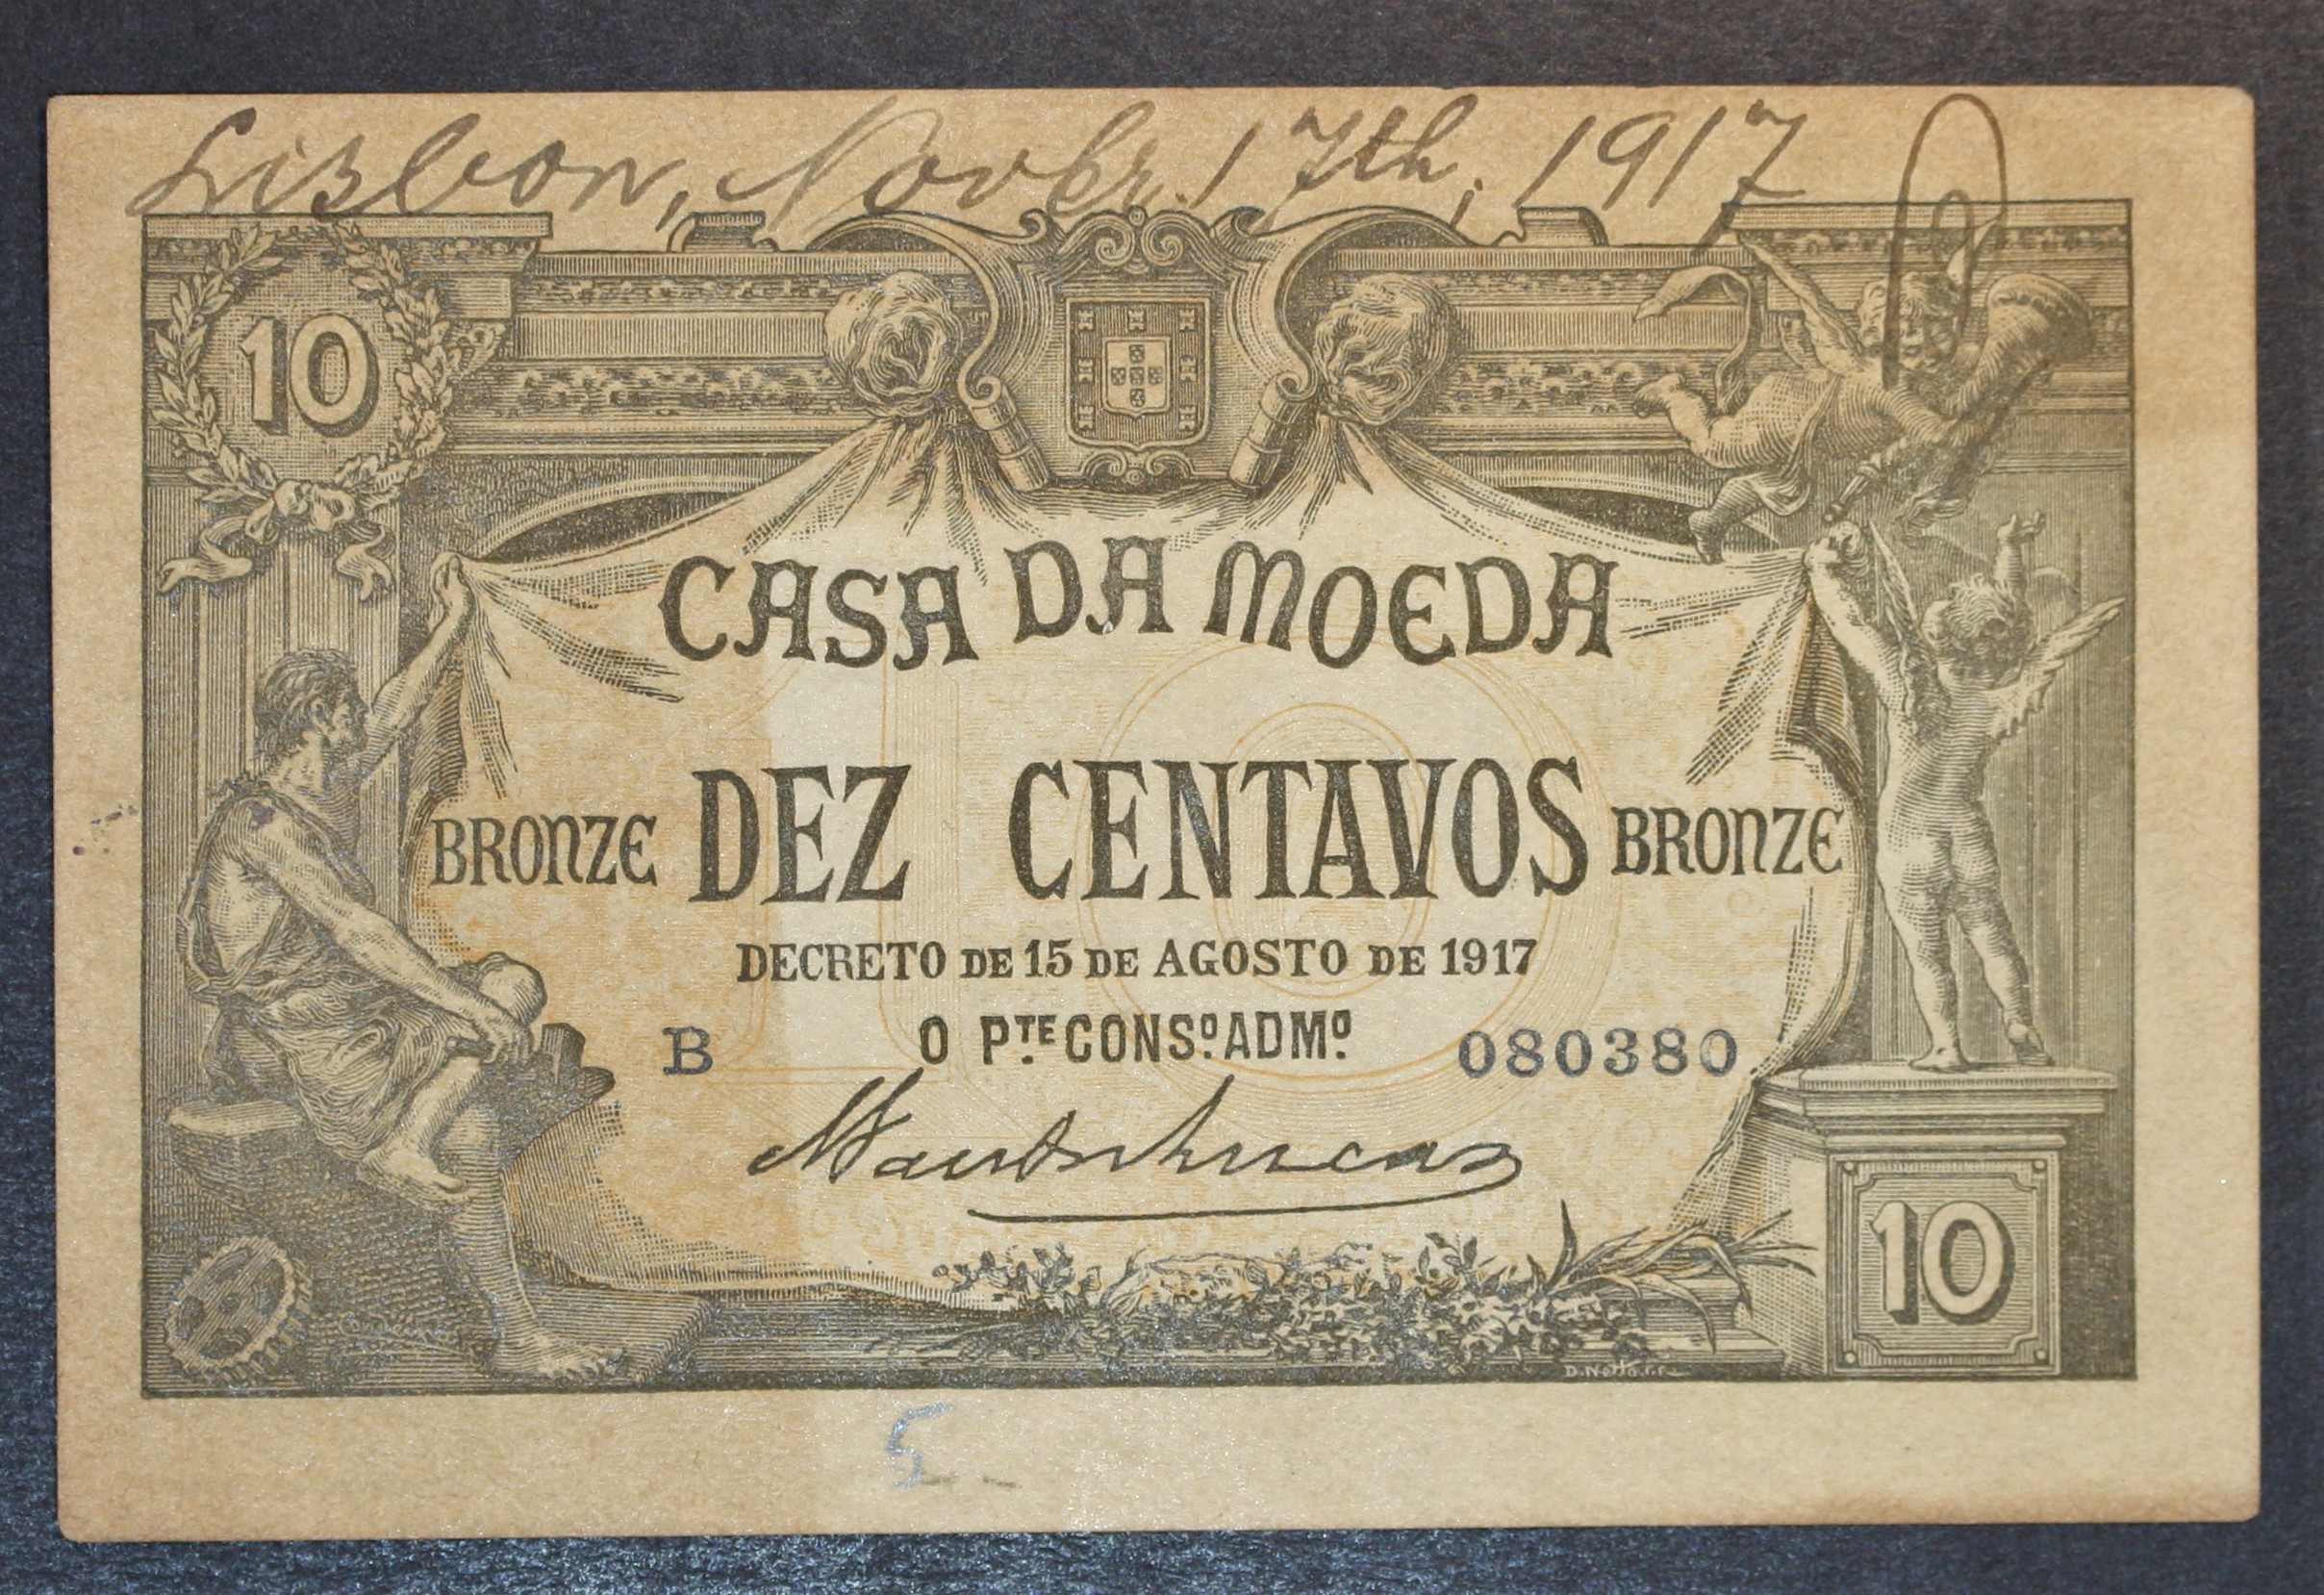 Lisbon, Novbr. 17th, 1917
10
CASA DA MOEDA
BRONZE DEZ CENTAVOS BRONZE
DECRETO DE 15 DE AGOSTO DE 1917
B O PTE CONSO. ADMO. 080380
10
5